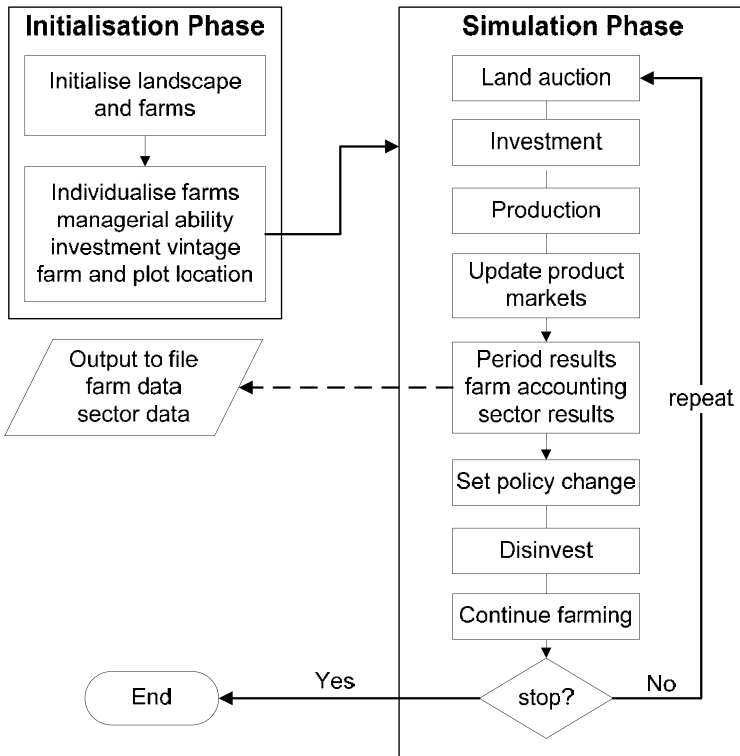 Initialisation Phase
Initialise landscape
and farms
Individualise farms
managerial ability
investment vintage
farm and plot location
Output to file
farm data
sector data
Simulation Phase
Land auction
Investment
Production
Update product
markets
Period results
farm accounting
sector results
repeat
Set policy change
Disinvest
Continue farming
stop?
No
Yes
End